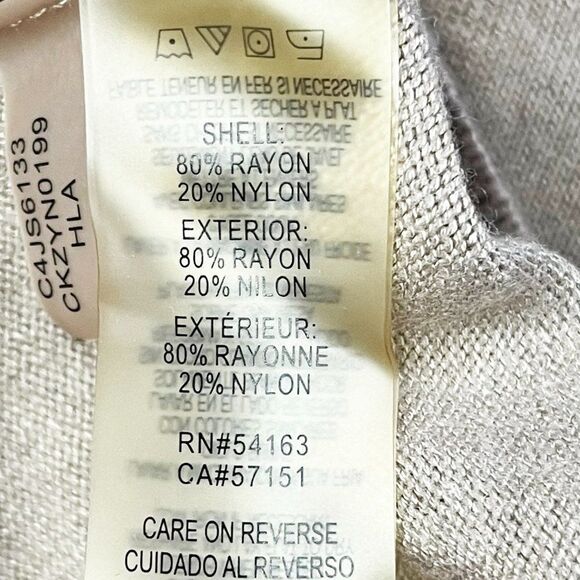 C4JS6133
CKZYN0199
HLA
SHELL:
80% RAYON
20% NYLON
EXTERIOR:
80% RAYON
20% NILON
EXTÉRIEUR:
80% RAYONNE
20% NYLON
RN#54163
CA#57151
CARE ON REVERSE
CUIDADO AL REVERSO